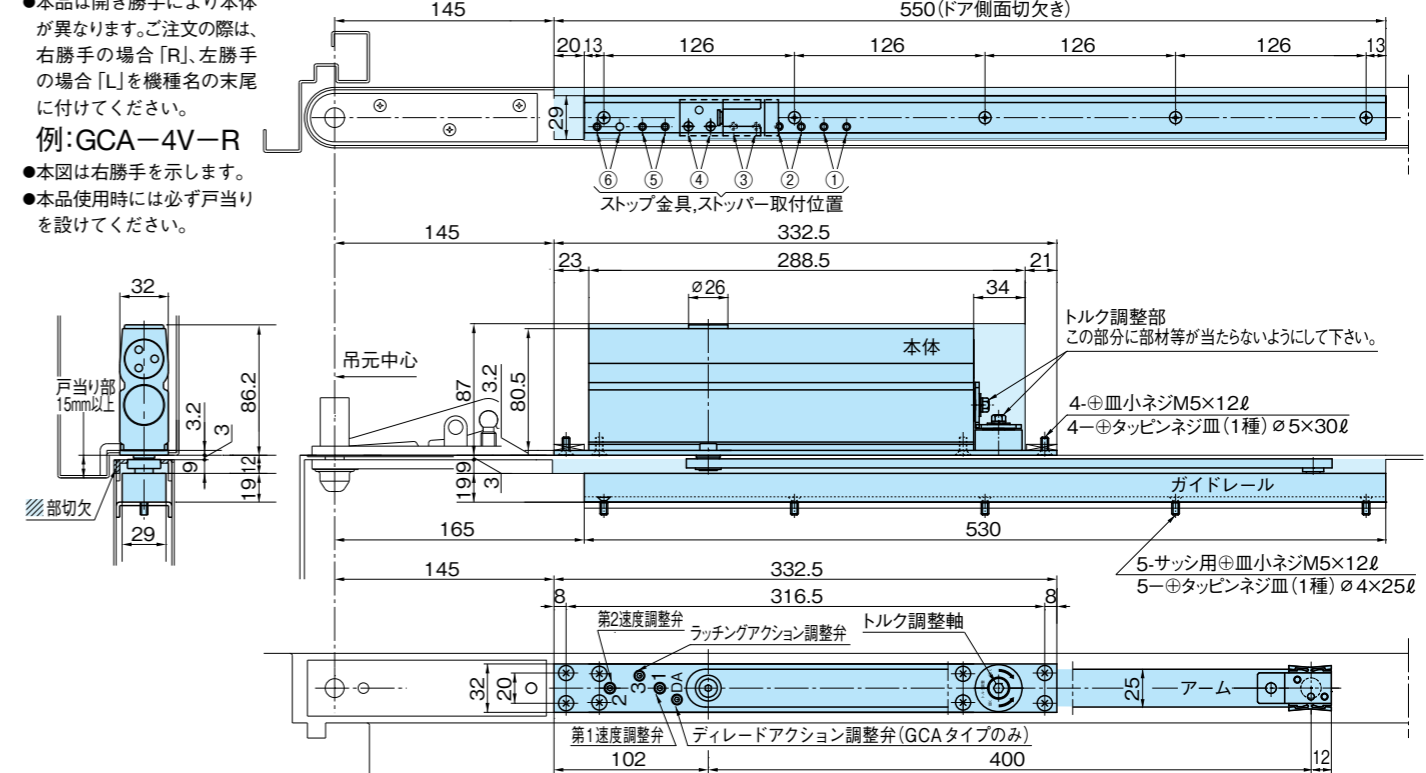 ●本品は開き勝手により本体
が異なります。ご注文の際は、
右勝手の場合「R」、左勝手
の場合「L」を機種名の末尾
に付けてください。
例:GCA−4V−R
●本図は右勝手を示します。
●本品使用時には必ず戸当り
を設けてください。
145
550(ドア側面切欠き)
20
13
126
126
126
126
13
29
⑥ ⑤ ④ ③ ② ①
ストップ金具,ストッパー取付位置
145
332.5
23
288.5
21
ø26
34
トルク調整部
この部分に部材等が当たらないようにして下さい。
本体
吊元中心
87
3.2
80.5
4-⊕皿小ネジM5×12ℓ
4−⊕タッピンネジ皿(1種)ø5×30ℓ
19
9
3
ガイドレール
165
530
5-サッシ用⊕皿小ネジM5×12ℓ
5−⊕タッピンネジ皿(1種)ø4×25ℓ
32
戸当り部
15mm以上
86.2
3.2
3
9
12
19
部切欠
29
145
332.5
8
316.5
8
第2速度調整弁
ラッチングアクション調整弁
トルク調整軸
32
20
2
3
1
DA
25
アーム
第1速度調整弁
ディレードアクション調整弁(GCAタイプのみ)
102
400
12